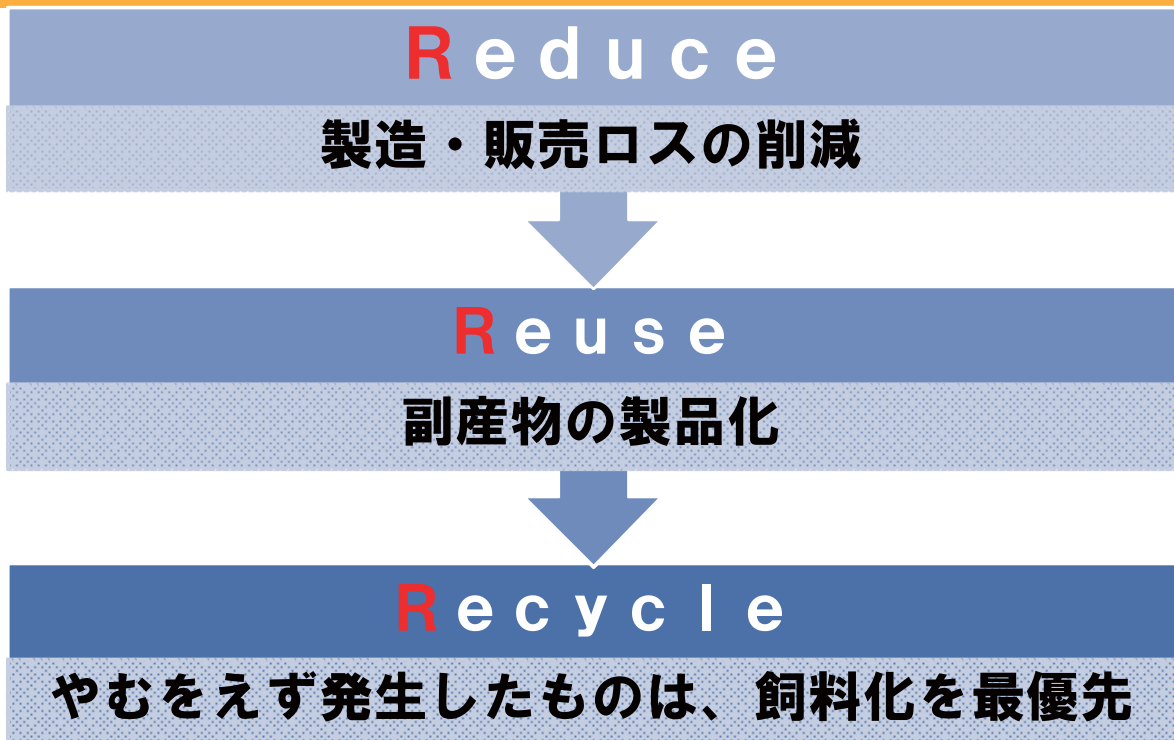 Reduce
製造・販売ロスの削減
Reuse
副産物の製品化
Recycle
やむをえず発生したものは、飼料化を最優先